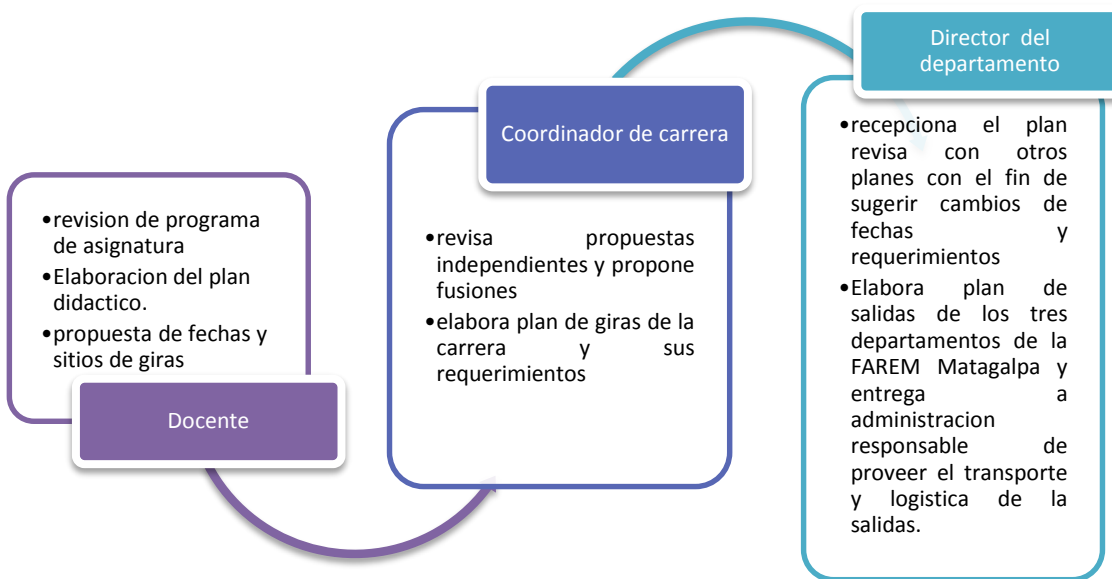 •revision de programa
de asignatura
•Elaboracion del plan
didactico.
•propuesta de fechas y
sitios de giras
Docente
Coordinador de carrera
•revisa propuestas
independientes y propone
fusiones
•elabora plan de giras de la
carrera y sus
requerimientos
Director del
departamento
•recepciona el plan
revisa con otros
planes con el fin de
sugerir cambios de
fechas y
requerimientos
•Elabora plan de
salidas de los tres
departamentos de la
FAREM Matagalpa y
entrega a
administracion
responsable de
proveer el transporte
y logistica de la
salidas.